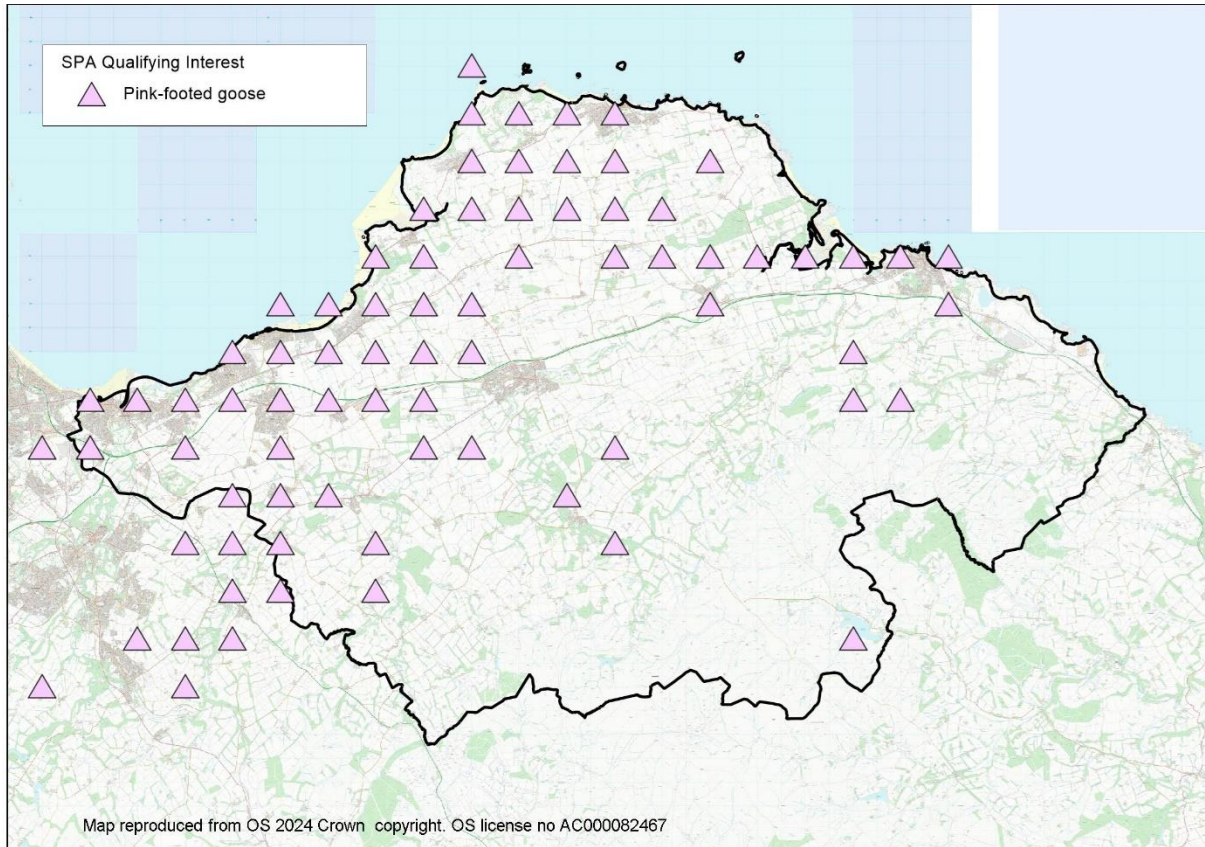 SPA Qualifying Interest
Pink-footed goose
Map reproduced from OS 2024 Crown copyright. OS license no AC000082467